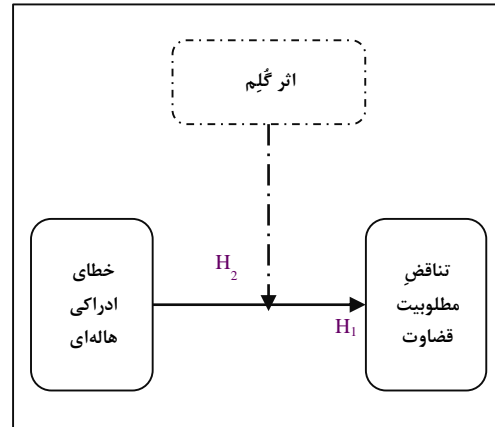 اثر گُلِم
خطای
ادراکی
هاله‌ای
تناقضِ
مطلوبیت
قضاوت
H₂
H₁